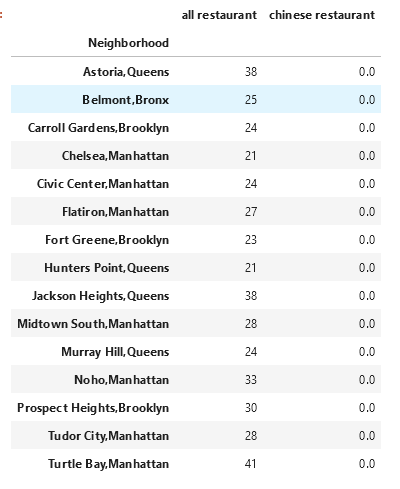 all restaurant chinese restaurant
Neighborhood
Astoria,Queens 38 0.0
Belmont,Bronx 25 0.0
Carroll Gardens,Brooklyn 24 0.0
Chelsea,Manhattan 21 0.0
Civic Center,Manhattan 24 0.0
Flatiron,Manhattan 27 0.0
Fort Greene,Brooklyn 23 0.0
Hunters Point,Queens 21 0.0
Jackson Heights,Queens 38 0.0
Midtown South,Manhattan 28 0.0
Murray Hill,Queens 24 0.0
Noho,Manhattan 33 0.0
Prospect Heights,Brooklyn 30 0.0
Tudor City,Manhattan 28 0.0
Turtle Bay,Manhattan 41 0.0